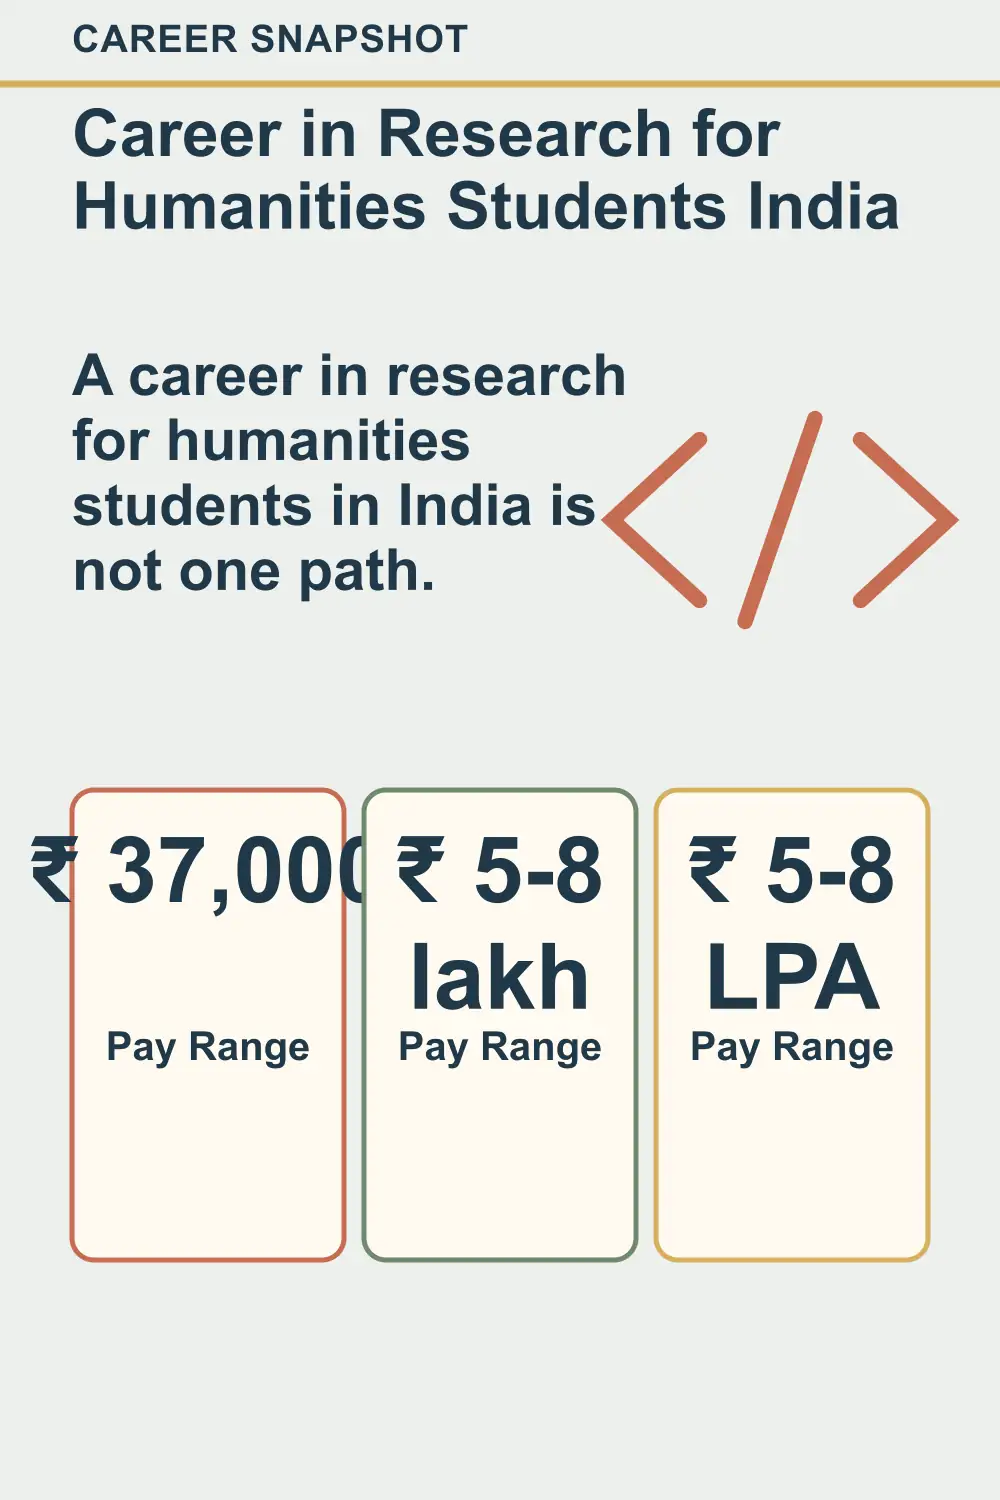 CAREER SNAPSHOT
Career in Research for
Humanities Students India
A career in research
for humanities
students in India is
not one path.
</>
₹ 37,000
Pay Range
₹ 5-8
lakh
Pay Range
₹ 5-8
LPA
Pay Range